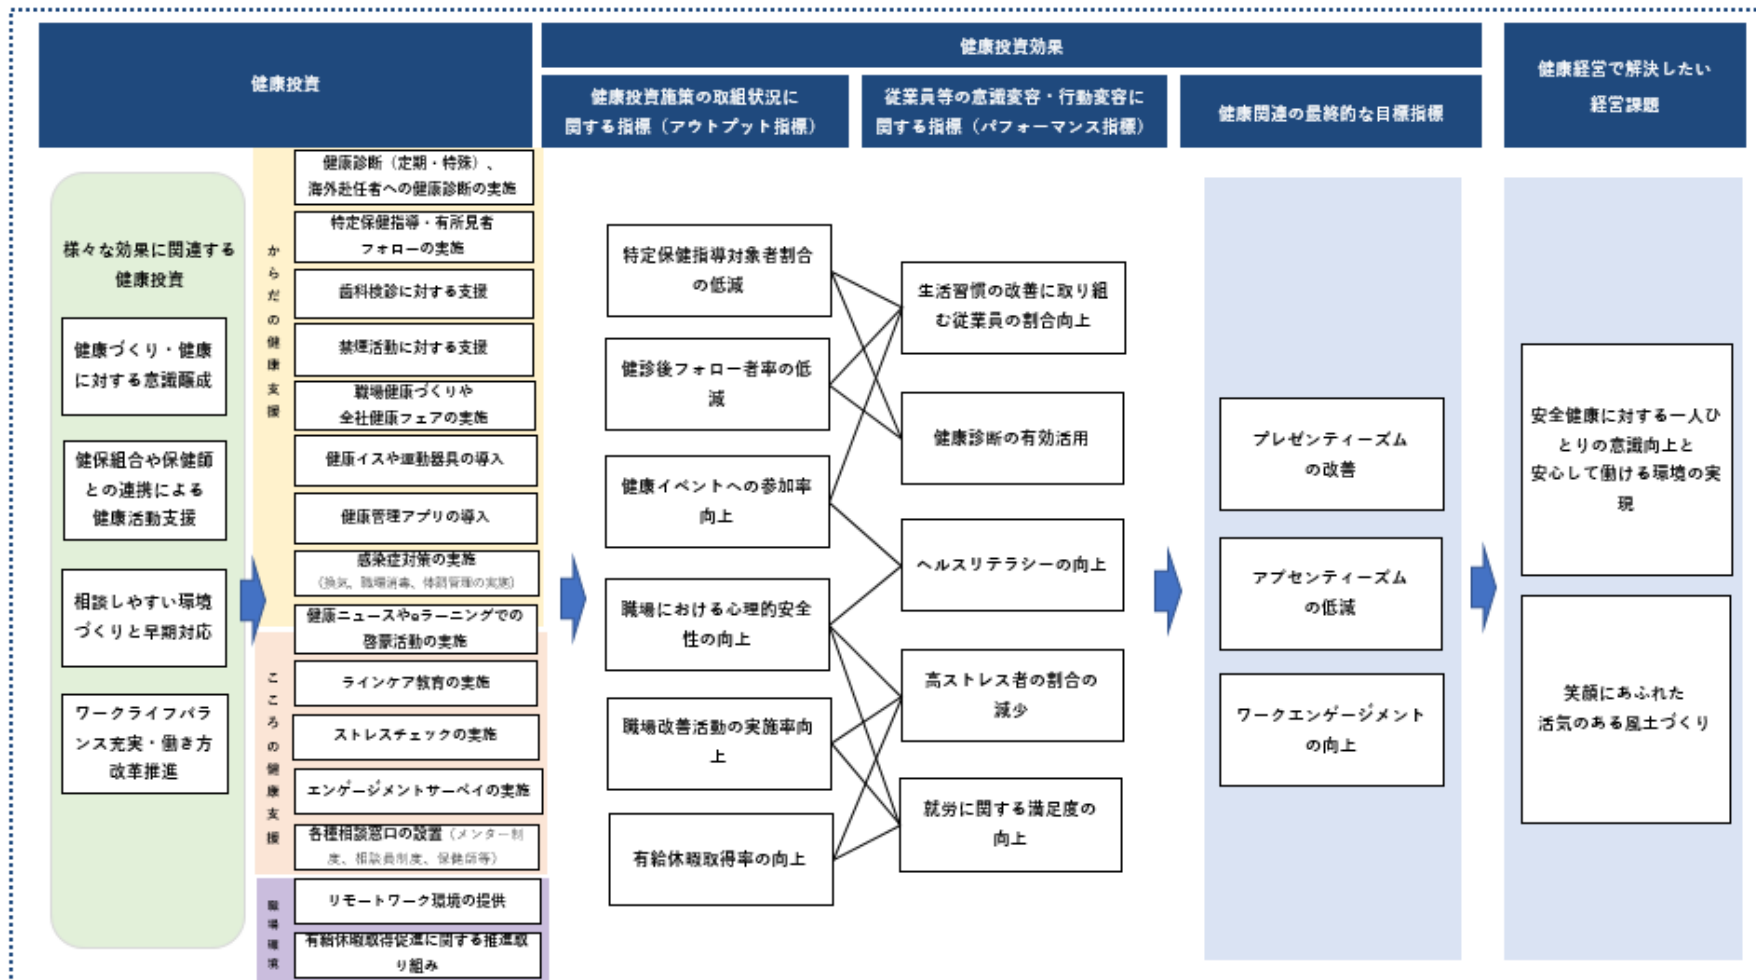 健康投資
健康投資効果
健康投資施策の取組状況に
関する指標（アウトプット指標）
従業員等の意識変容・行動変容に
関する指標（パフォーマンス指標）
健康関連の最終的な目標指標
健康経営で解決したい
経営課題
様々な効果に関連する
健康投資
健康づくり・健康
に対する意識醸成
健保組合や保健師
との連携による
健康活動支援
相談しやすい環境
づくりと早期対応
ワークライフバラ
ンス充実・働き方
改革推進
からだの健康支援
健康診断（定期・特殊）、
海外赴任者への健康診断の実施
特定保健指導・有所見者
フォローの実施
歯科検診に対する支援
禁煙活動に対する支援
職場健康づくりや
全社健康フェアの実施
健康イスや運動器具の導入
健康管理アプリの導入
感染症対策の実施
（換気、職場消毒、体調管理の実施）
健康ニュースやeラーニングでの
啓蒙活動の実施
こころの健康支援
ラインケア教育の実施
ストレスチェックの実施
エンゲージメントサーベイの実施
各種相談窓口の設置（メンター制
度、相談員制度、保健師等）
職場環境
リモートワーク環境の提供
有給休暇取得促進に関する推進取
り組み
特定保健指導対象者割合
の低減
健診後フォロー者率の低
減
健康イベントへの参加率
向上
職場における心理的安全
性の向上
職場改善活動の実施率向
上
有給休暇取得率の向上
生活習慣の改善に取り組
む従業員の割合向上
健康診断の有効活用
ヘルスリテラシーの向上
高ストレス者の割合の
減少
就労に関する満足度の
向上
プレゼンティーズム
の改善
アブセンティーズム
の低減
ワークエンゲージメント
の向上
安全健康に対する一人ひ
とりの意識向上と
安心して働ける環境の実
現
笑顔にあふれた
活気のある風土づくり